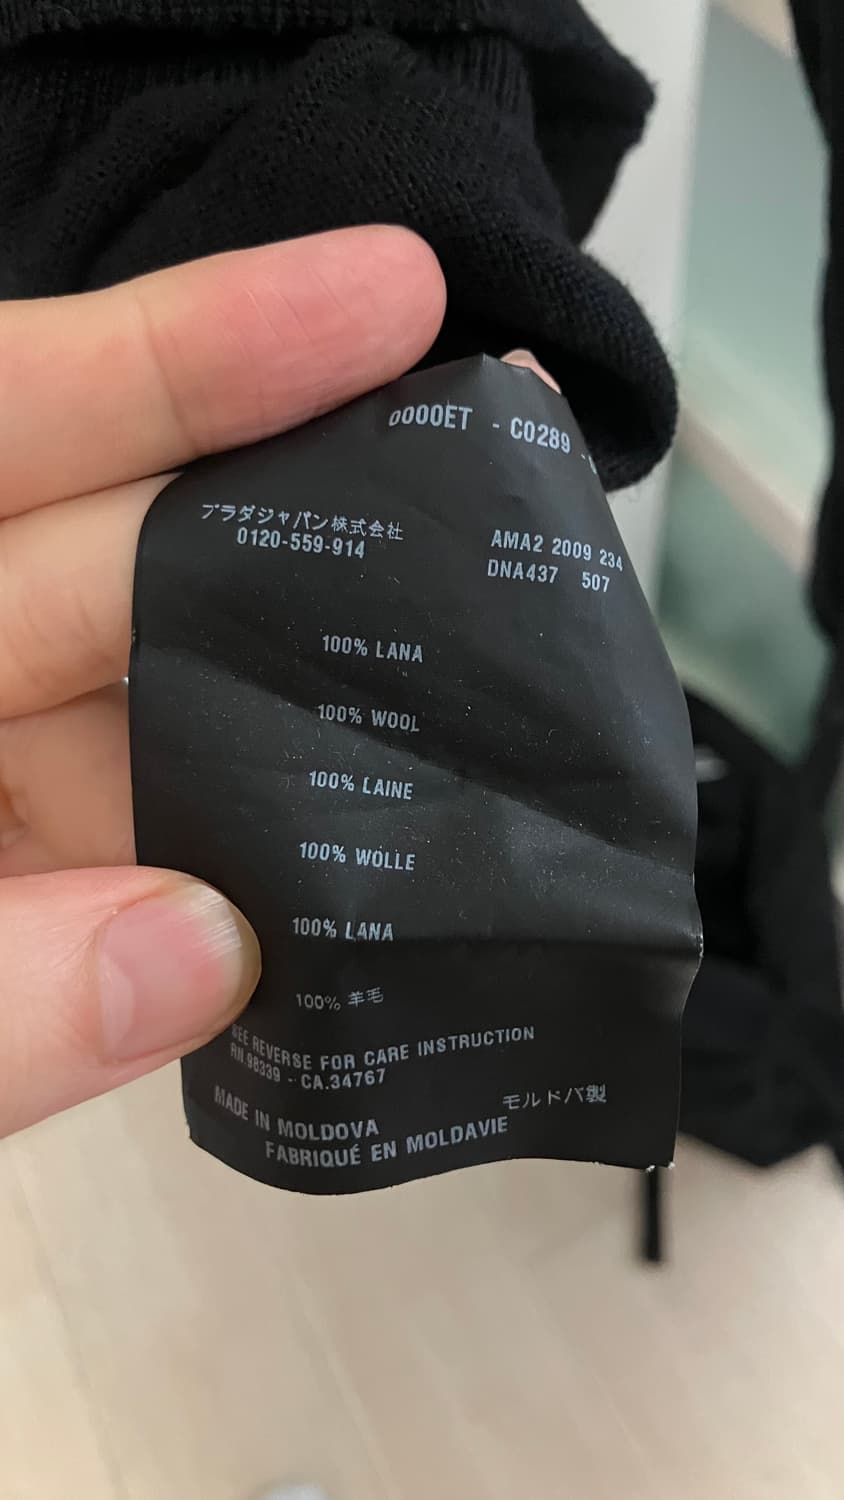 0000ET - C0289 -
プラダジャパン株式会社
0120-559-914
AMA2 2009 234
DNA437 507
100% LANA
100% WOOL
100% LAINE
100% WOLLE
100% LANA
100% 羊毛
SEE REVERSE FOR CARE INSTRUCTION
RN.98339 - CA.34767
MADE IN MOLDOVA
モルドバ製
FABRIQUÉ EN MOLDAVIE